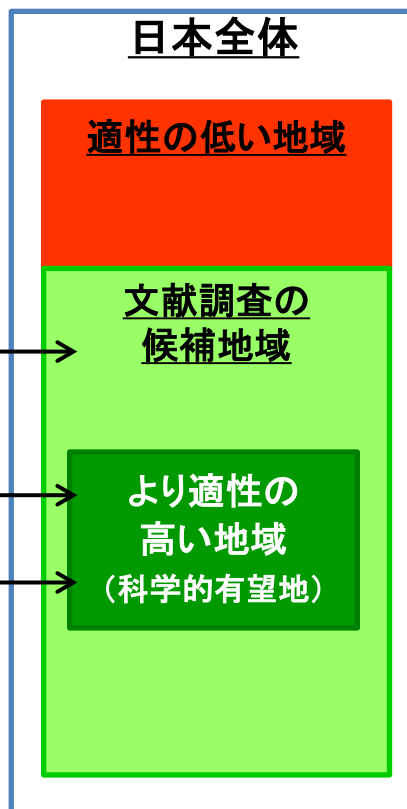 日本全体
適性の低い地域
文献調査の
候補地域
より適性の
高い地域
（科学的有望地）